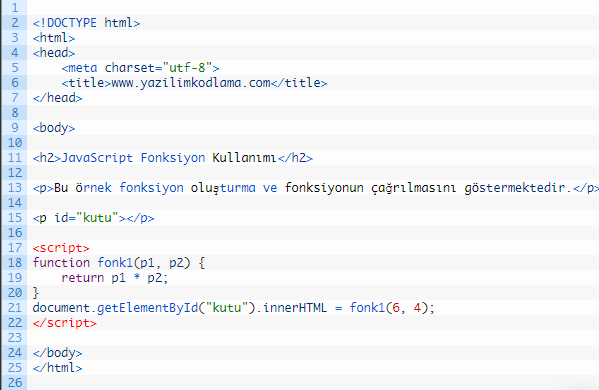 1
2 <!DOCTYPE html>
3 <html>
4 <head>
5     <meta charset="utf-8">
6     <title>www.yazilimkodlama.com</title>
7 </head>
8
9 <body>
10
11 <h2>JavaScript Fonksiyon Kullanımı</h2>
12
13 <p>Bu örnek fonksiyon oluşturma ve fonksiyonun çağrılmasını göstermektedir.</p>
14
15 <p id="kutu"></p>
16
17 <script>
18 function fonk1(p1, p2) {
19     return p1 * p2;
20 }
21 document.getElementById("kutu").innerHTML = fonk1(6, 4);
22 </script>
23
24 </body>
25 </html>
26